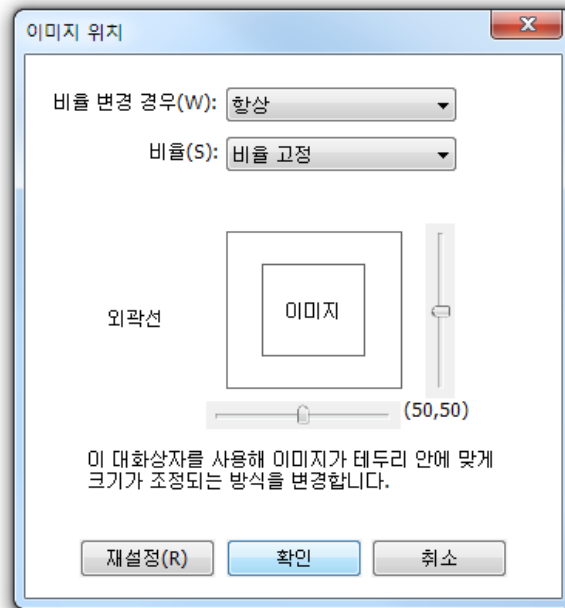 이미지 위치
비율 변경 경우(W): 항상
비율(S): 비율 고정
이미지
외곽선
(50,50)
이 대화상자를 사용해 이미지가 테두리 안에 맞게
크기가 조정되는 방식을 변경합니다.
재설정(R) 확인 취소